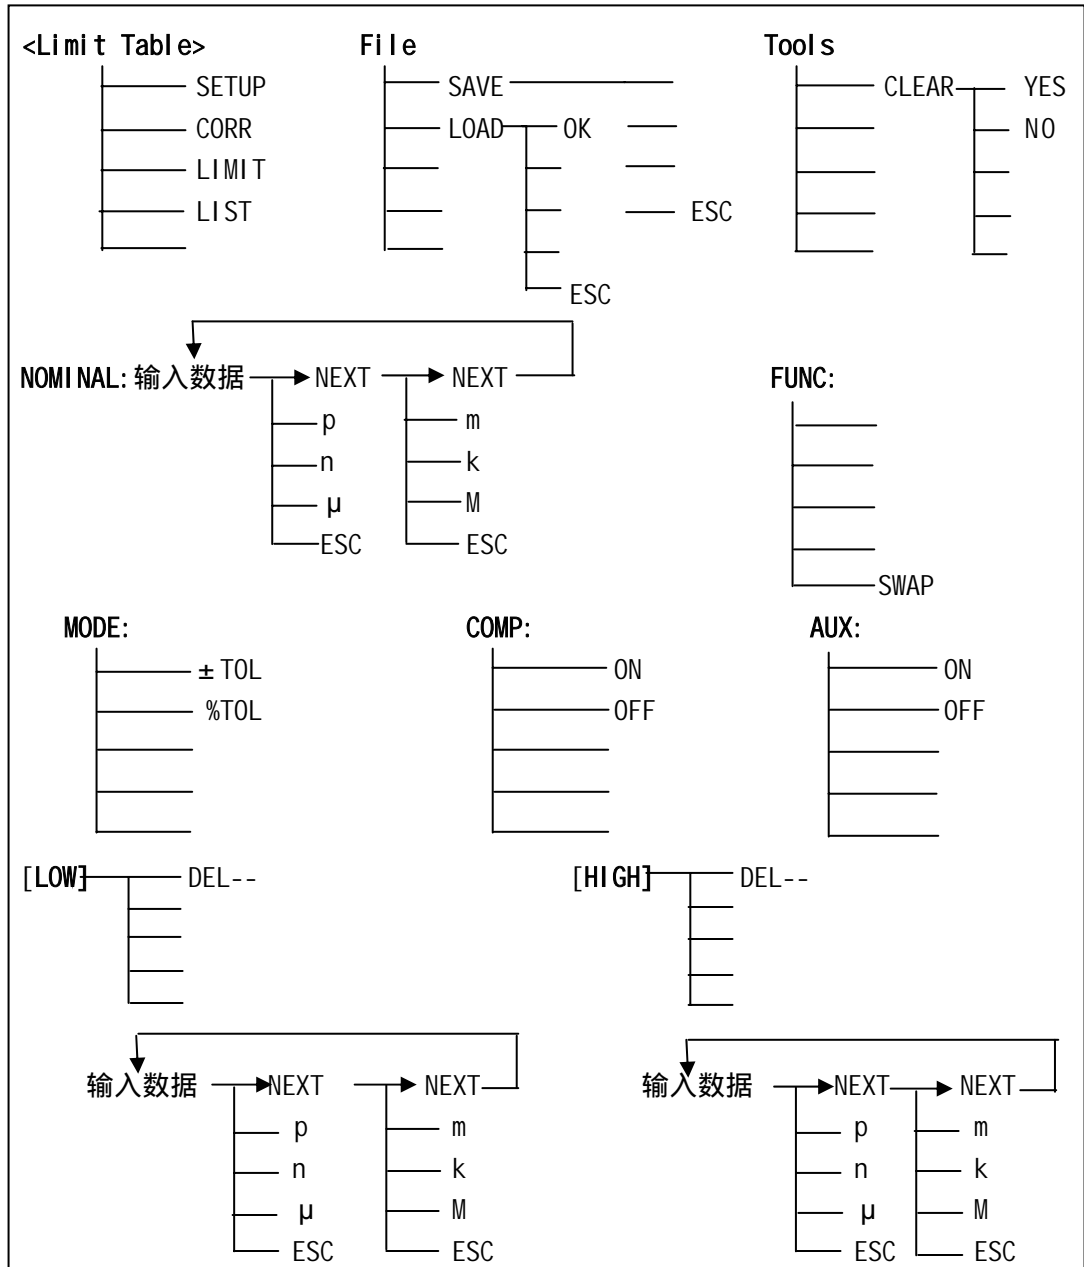 <Limit Table> File Tools
SETUP SAVE CLEAR YES
CORR LOAD OK NO
LIMIT
LIST ESC
ESC
NOMINAL: 输入数据 NEXT NEXT FUNC:
p m
n k
µ M
ESC ESC
SWAP
MODE: COMP: AUX:
± TOL ON ON
%TOL OFF OFF
[LOW] DEL-- [HIGH] DEL--
输入数据 NEXT NEXT 输入数据 NEXT NEXT
p m p m
n k n k
µ M µ M
ESC ESC ESC ESC